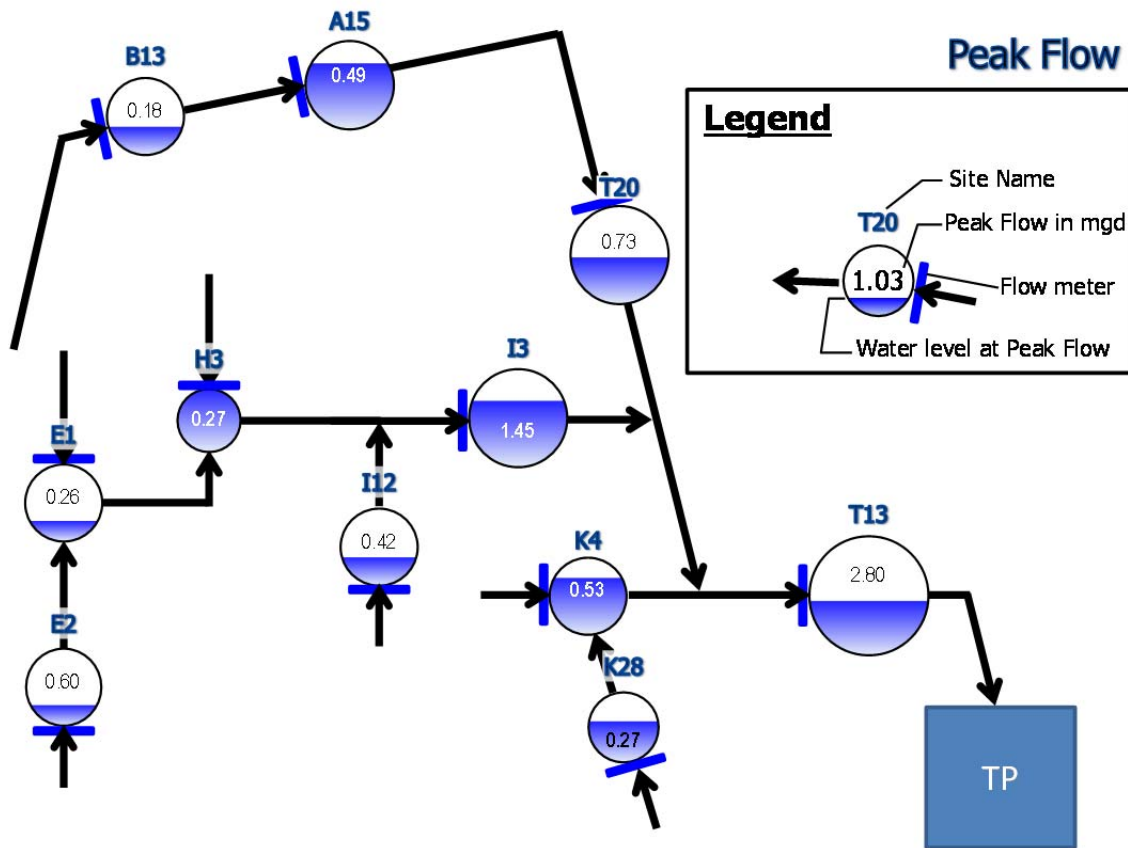 Peak Flow
Legend
Site Name
T20
Peak Flow in mgd
1.03
Flow meter
Water level at Peak Flow
A15
0.49
B13
0.18
T20
0.73
H3
0.27
I3
1.45
E1
0.26
I12
0.42
K4
0.53
T13
2.80
E2
0.60
K28
0.27
TP